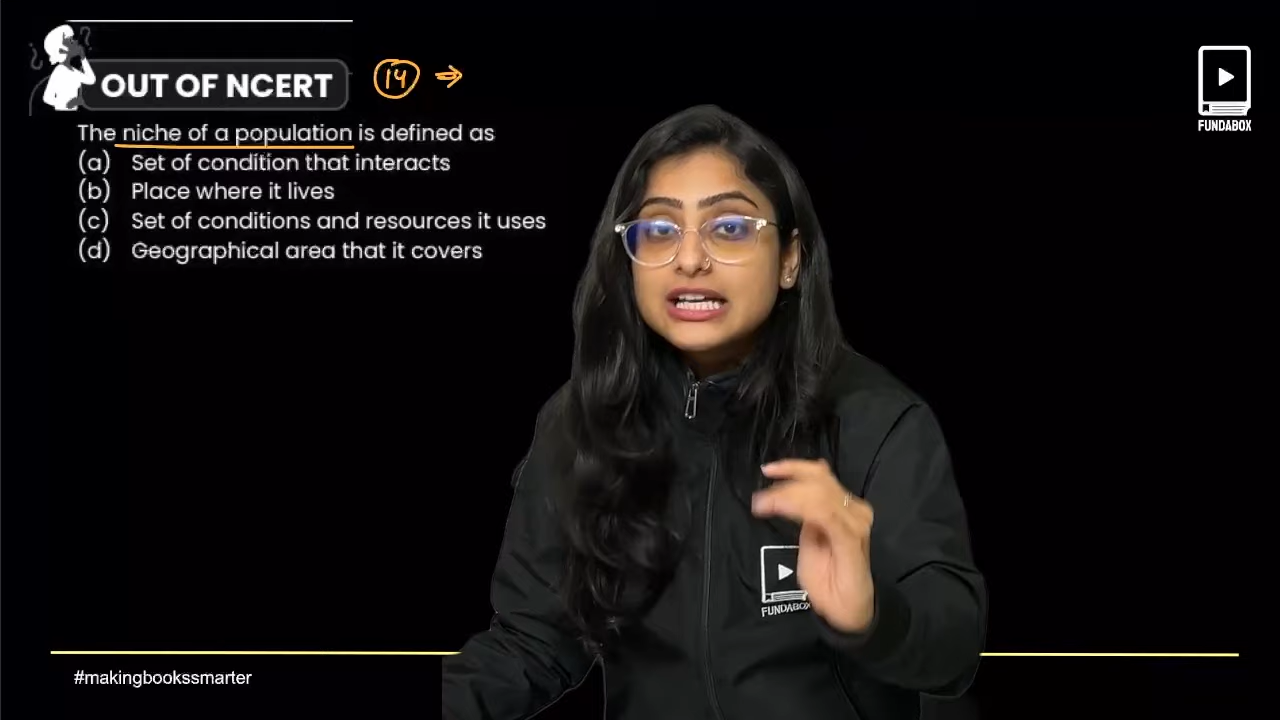 OUT OF NCERT 14 →
FUNDABOX
The niche of a population is defined as
(a) Set of condition that interacts
(b) Place where it lives
(c) Set of conditions and resources it uses
(d) Geographical area that it covers
FUNDABOX
#makingbookssmarter